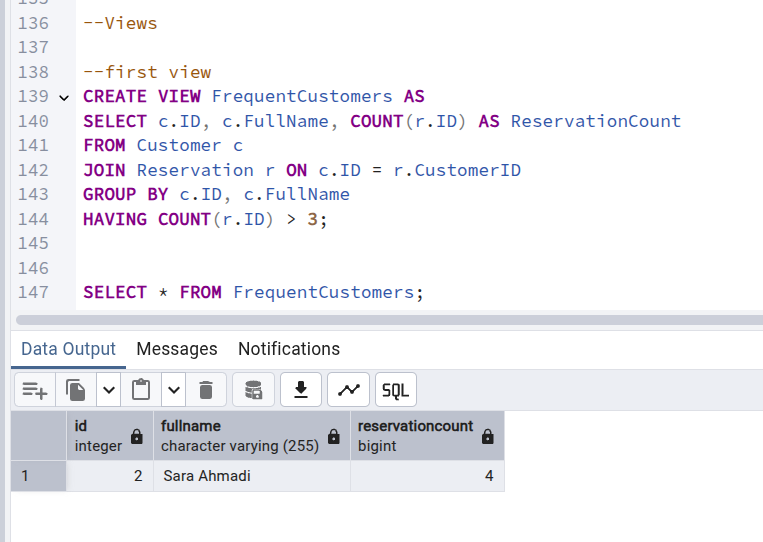 136 --Views
137
138 --first view
139 CREATE VIEW FrequentCustomers AS
140 SELECT c.ID, c.FullName, COUNT(r.ID) AS ReservationCount
141 FROM Customer c
142 JOIN Reservation r ON c.ID = r.CustomerID
143 GROUP BY c.ID, c.FullName
144 HAVING COUNT(r.ID) > 3;
145
146
147 SELECT * FROM FrequentCustomers;
Data Output Messages Notifications
SQL
id fullname reservationcount
integer character varying (255) bigint
1 2 Sara Ahmadi 4